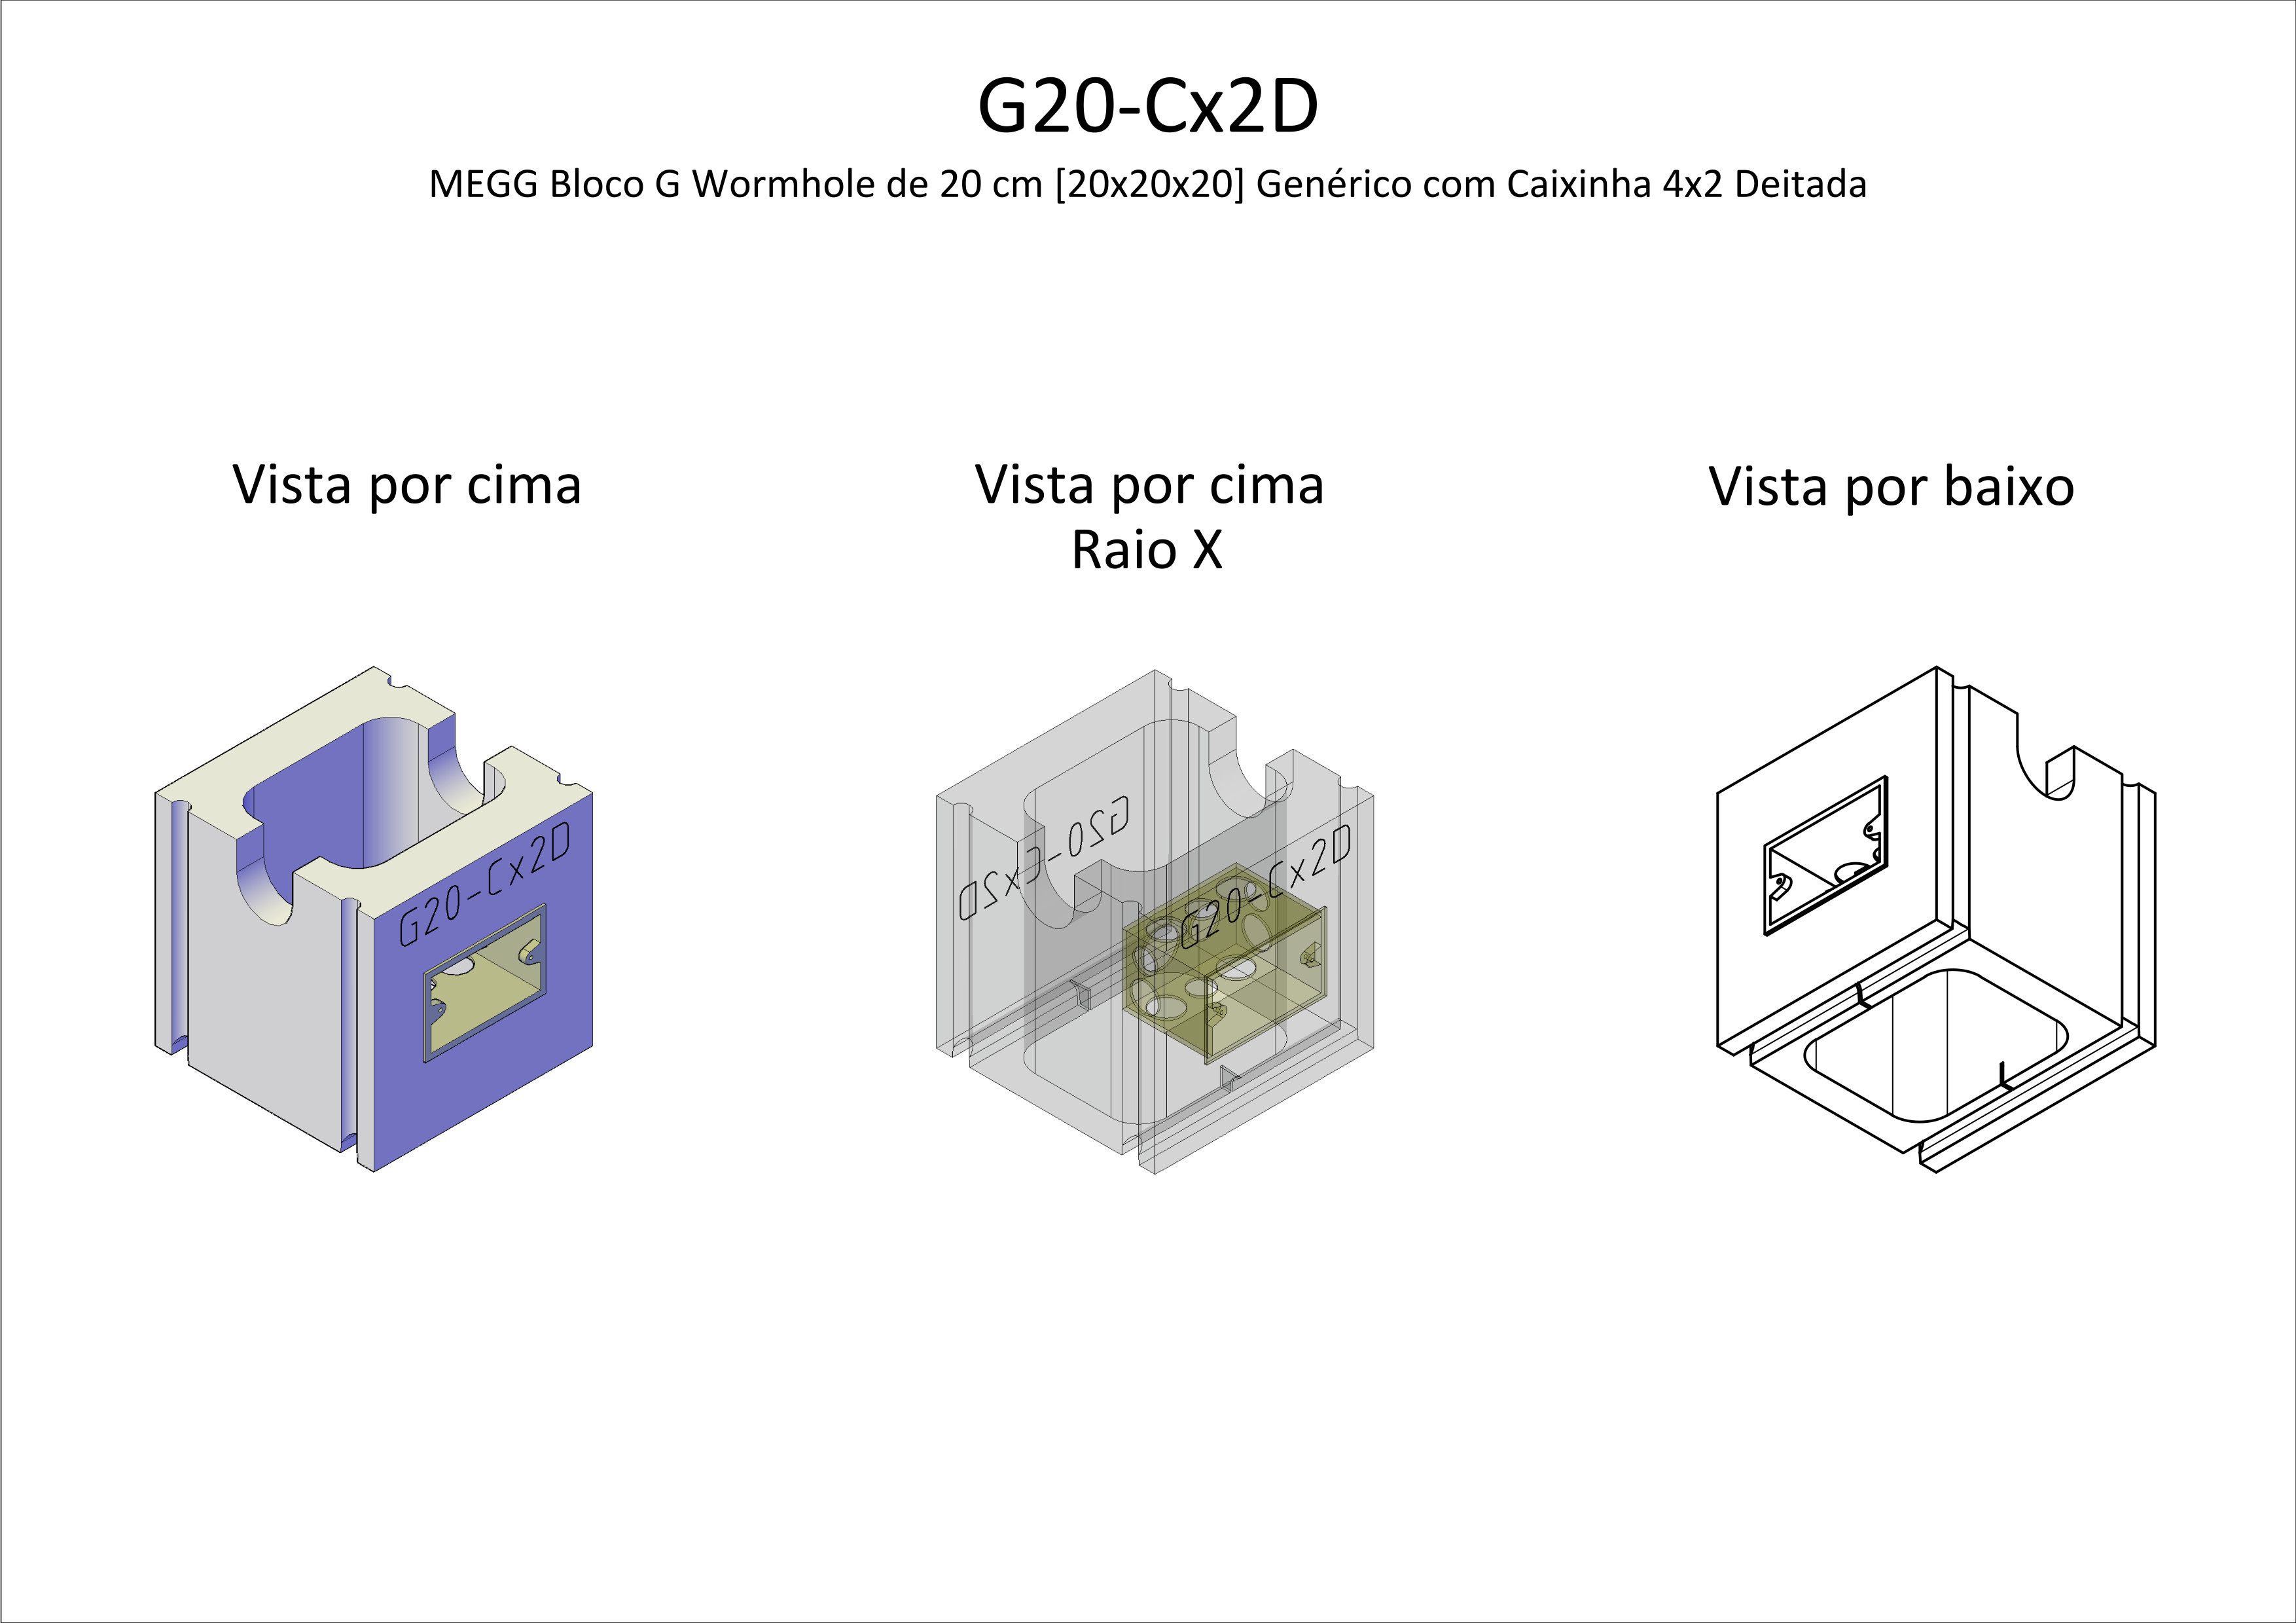 G20-Cx2D
MEGG Bloco G Wormhole de 20 cm [20x20x20] Genérico com Caixinha 4x2 Deitada
Vista por cima
Vista por cima
Raio X
Vista por baixo
G20-Cx2D
G20-Cx2D
G20-Cx2D